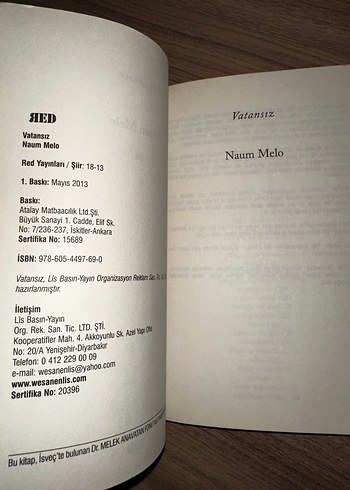 ЯED
Vatansız
Naum Melo
Red Yayınları / Şiir: 18-13
1. Baskı: Mayıs 2013
Baskı:
Atalay Matbaacılık Ltd.Şti.
Büyük Sanayi 1. Cadde, Elif Sk.
No: 7/236-237, İskitler-Ankara
Sertifika No: 15689
İSBN: 978-605-4497-69-0
Vatansız, Lîs Basın-Yayın Organizasyon Reklam San. Tic.
hazırlanmıştır.
İletişim
Lîs Basın-Yayın
Org. Rek. San. Tic. LTD. ŞTİ.
Kooperatifler Mah. 4. Akkoyunlu Sk. Azel Yapı Ofis
No: 20/A Yenişehir-Diyarbakır
Telefon: 0 412 229 00 09
e-mail: wesanenlis@yahoo.com
www.wesanenlis.com
Sertifika No: 20396
Bu kitap, İsveç'te bulunan Dr. MELEK ANAVATAN FONU
Vatansız
Naum Melo